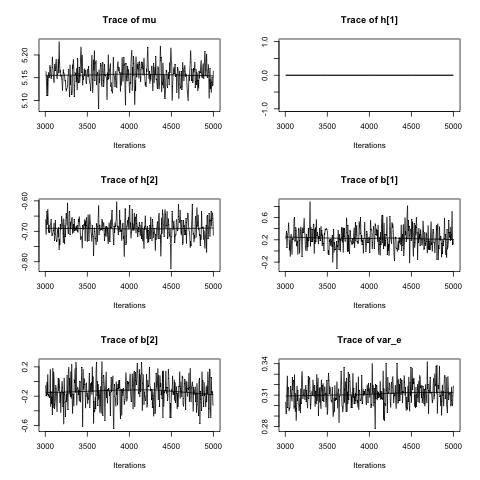 Trace of mu
5.10 5.15 5.20
3000 3500 4000 4500 5000
Iterations
Trace of h[1]
-1.0 0.0 1.0
3000 3500 4000 4500 5000
Iterations
Trace of h[2]
-0.80 -0.70 -0.60
3000 3500 4000 4500 5000
Iterations
Trace of b[1]
-0.2 0.2 0.6
3000 3500 4000 4500 5000
Iterations
Trace of b[2]
-0.6 -0.2 0.2
3000 3500 4000 4500 5000
Iterations
Trace of var_e
0.28 0.31 0.34
3000 3500 4000 4500 5000
Iterations